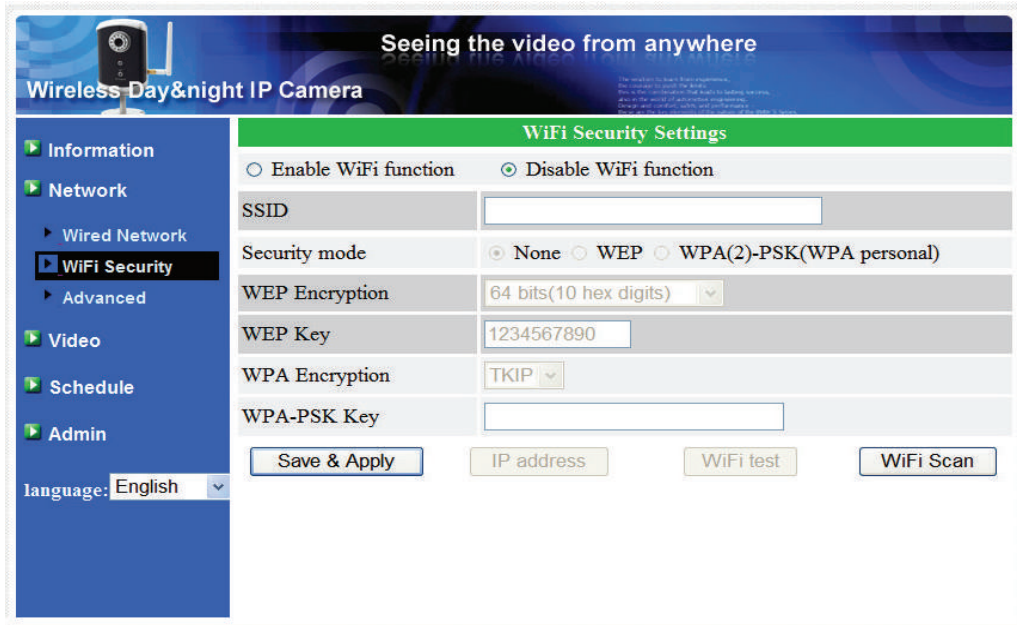 Seeing the video from anywhere
Wireless Day&night IP Camera
Information
Network
Wired Network
WiFi Security
Advanced
Video
Schedule
Admin
language: English
WiFi Security Settings
Enable WiFi function Disable WiFi function
SSID
Security mode None WEP WPA(2)-PSK(WPA personal)
WEP Encryption 64 bits(10 hex digits)
WEP Key 1234567890
WPA Encryption TKIP
WPA-PSK Key
Save & Apply IP address WiFi test WiFi Scan